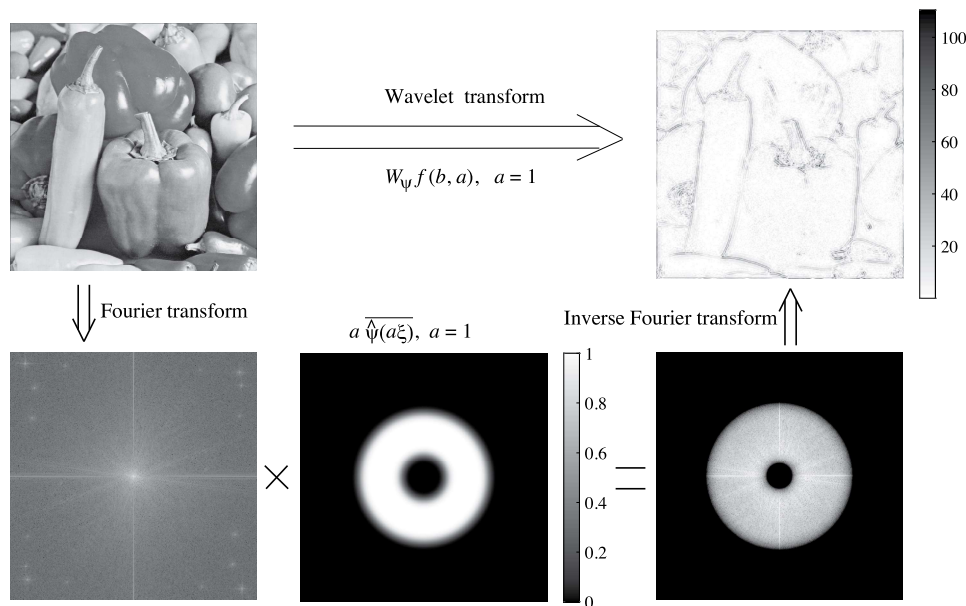 Wavelet transform
W_ψ f(b, a), a = 1
100
80
60
40
20
Fourier transform
Inverse Fourier transform
a \overline{\hat{ψ}(aξ)}, a = 1
1
0.8
0.6
0.4
0.2
0
×
=